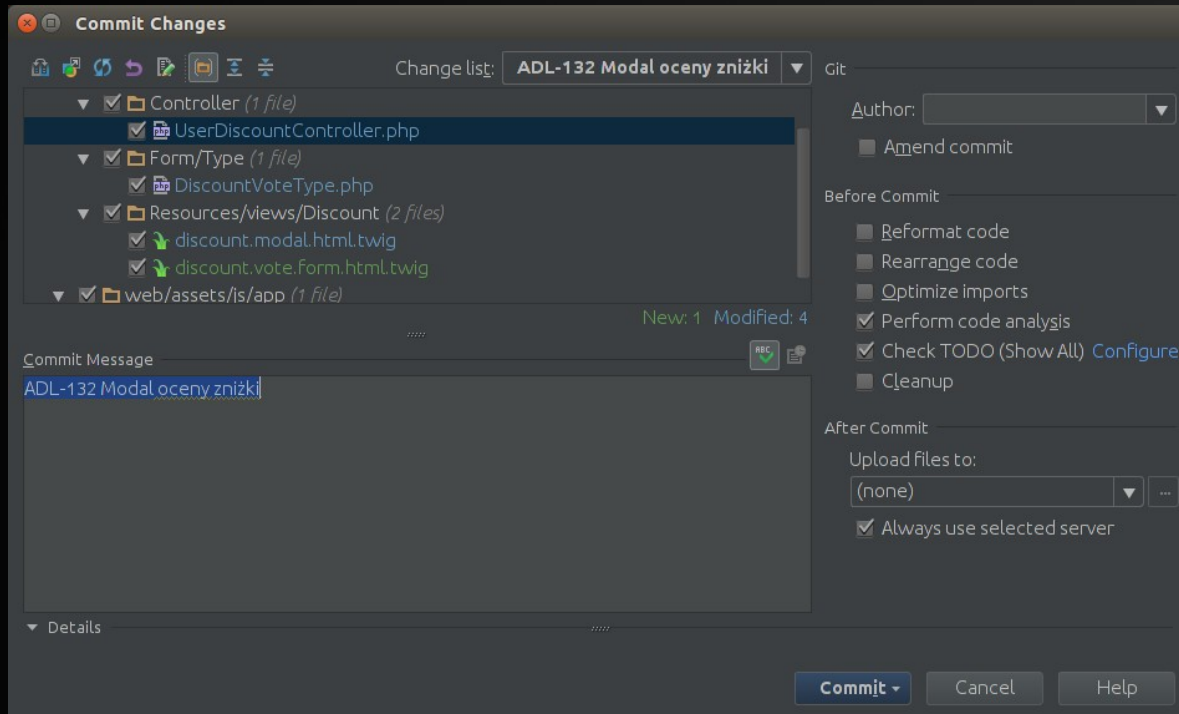 Commit Changes
Change list: ADL-132 Modal oceny zniżki
Controller (1 file)
UserDiscountController.php
Form/Type (1 file)
DiscountVoteType.php
Resources/views/Discount (2 files)
discount.modal.html.twig
discount.vote.form.html.twig
web/assets/js/app (1 file)
New: 1 Modified: 4
Commit Message
ABC
ADL-132 Modal oceny zniżki
Details
Git
Author:
Amend commit
Before Commit
Reformat code
Rearrange code
Optimize imports
Perform code analysis
Check TODO (Show All) Configure
Cleanup
After Commit
Upload files to:
(none)
...
Always use selected server
Commit
Cancel
Help